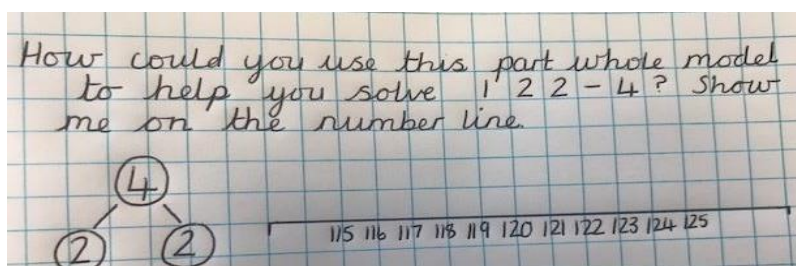 How could you use this part whole model
to help you solve 122 - 4? Show
me on the number line.
4
2 2
115 116 117 118 119 120 121 122 123 124 125